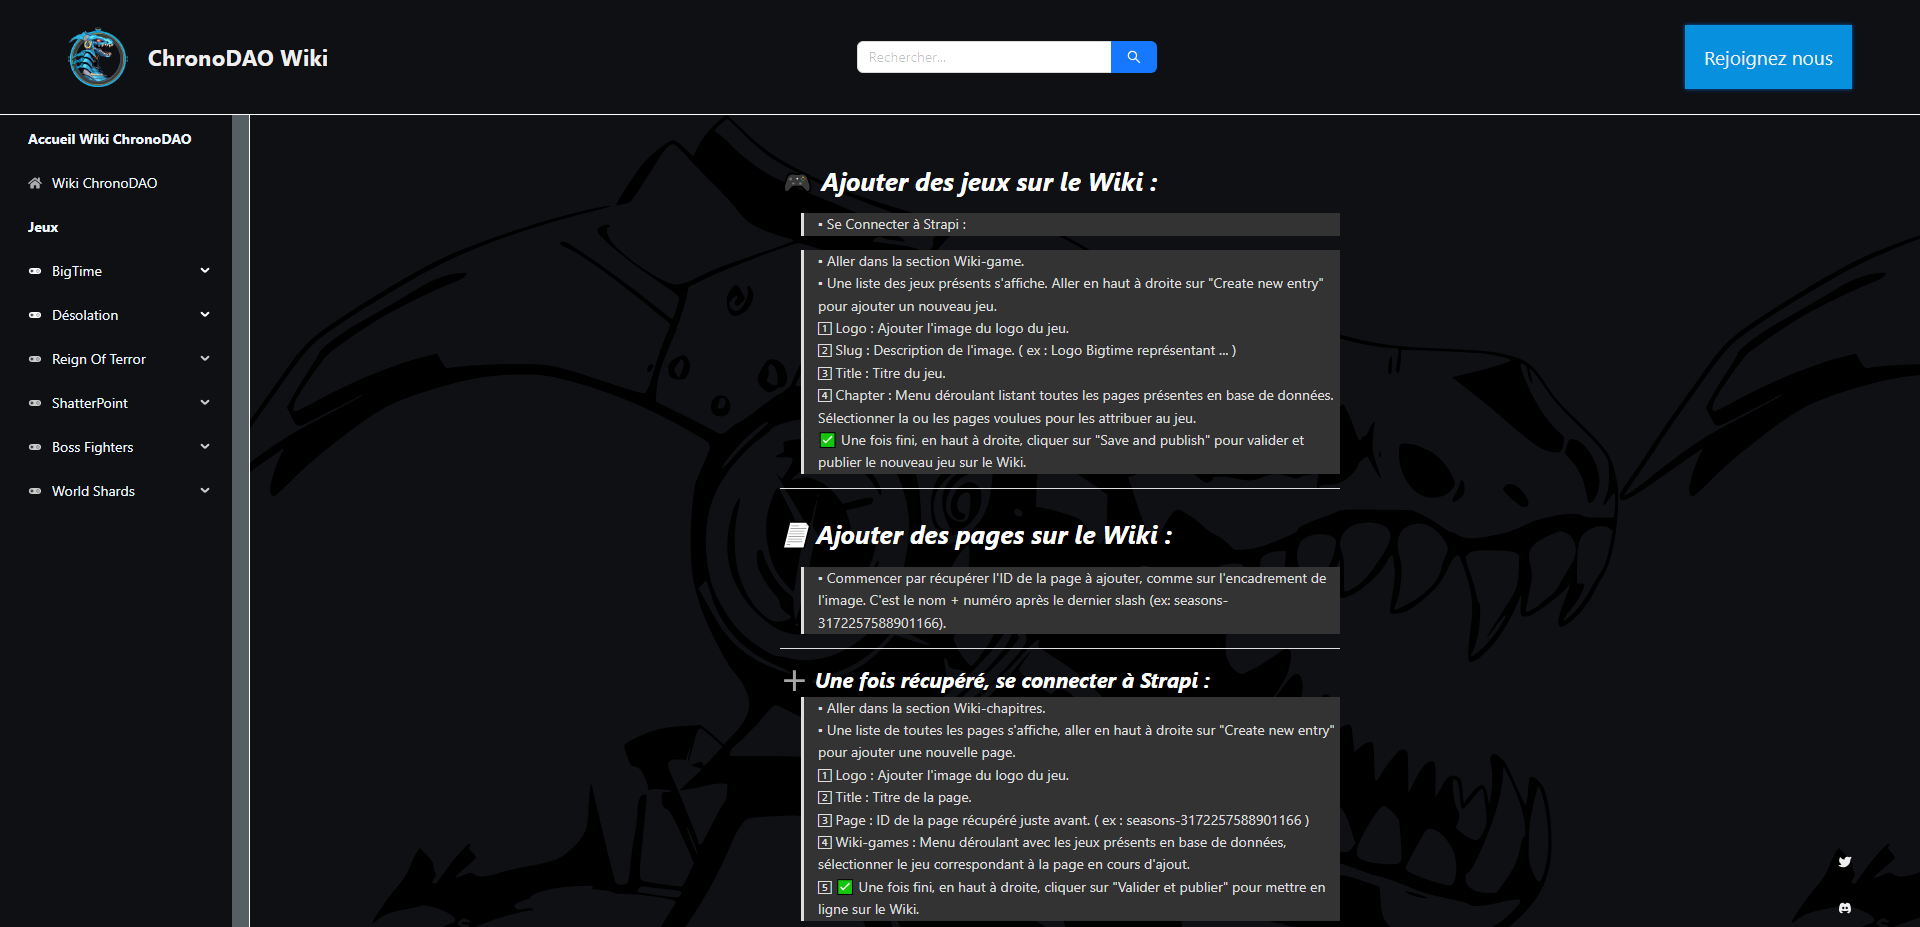 ChronoDAO Wiki
Rechercher...
Rejoignez nous
Accueil Wiki ChronoDAO
Wiki ChronoDAO
Jeux
BigTime
Désolation
Reign Of Terror
ShatterPoint
Boss Fighters
World Shards
🎮 Ajouter des jeux sur le Wiki :
▪ Se Connecter à Strapi :
▪ Aller dans la section Wiki-game.
▪ Une liste des jeux présents s'affiche. Aller en haut à droite sur "Create new entry"
pour ajouter un nouveau jeu.
1️⃣ Logo : Ajouter l'image du logo du jeu.
2️⃣ Slug : Description de l'image. ( ex : Logo Bigtime représentant ... )
3️⃣ Title : Titre du jeu.
4️⃣ Chapter : Menu déroulant listant toutes les pages présentes en base de données.
Sélectionner la ou les pages voulues pour les attribuer au jeu.
✅ Une fois fini, en haut à droite, cliquer sur "Save and publish" pour valider et
publier le nouveau jeu sur le Wiki.
📄 Ajouter des pages sur le Wiki :
▪ Commencer par récupérer l'ID de la page à ajouter, comme sur l'encadrement de
l'image. C'est le nom + numéro après le dernier slash (ex: seasons-
3172257588901166).
➕ Une fois récupéré, se connecter à Strapi :
▪ Aller dans la section Wiki-chapitres.
▪ Une liste de toutes les pages s'affiche, aller en haut à droite sur "Create new entry"
pour ajouter une nouvelle page.
1️⃣ Logo : Ajouter l'image du logo du jeu.
2️⃣ Title : Titre de la page.
3️⃣ Page : ID de la page récupéré juste avant. ( ex : seasons-3172257588901166 )
4️⃣ Wiki-games : Menu déroulant avec les jeux présents en base de données,
sélectionner le jeu correspondant à la page en cours d'ajout.
5️⃣ ✅ Une fois fini, en haut à droite, cliquer sur "Valider et publier" pour mettre en
ligne sur le Wiki.